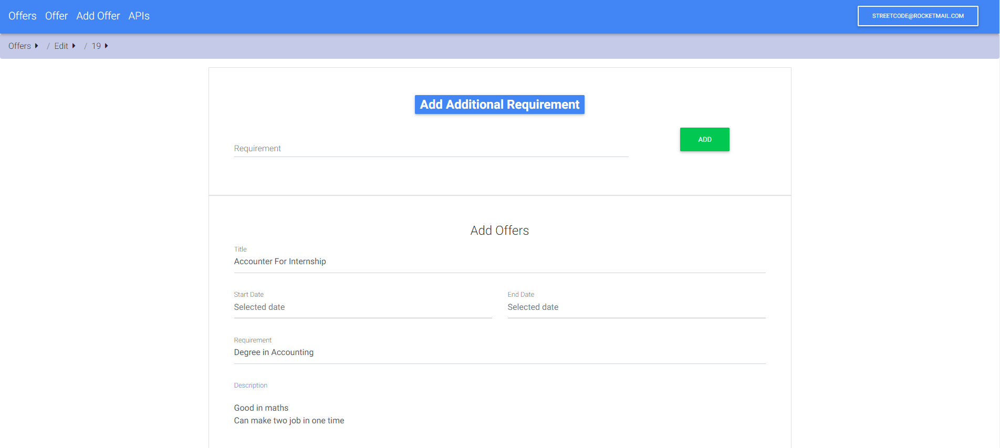 Offers Offer Add Offer APIs STREETCODE@ROCKETMAIL.COM
Offers / Edit / 19
Add Additional Requirement
Requirement ADD
Add Offers
Title
Accounter For Internship
Start Date End Date
Selected date Selected date
Requirement
Degree in Accounting
Description
Good in maths
Can make two job in one time